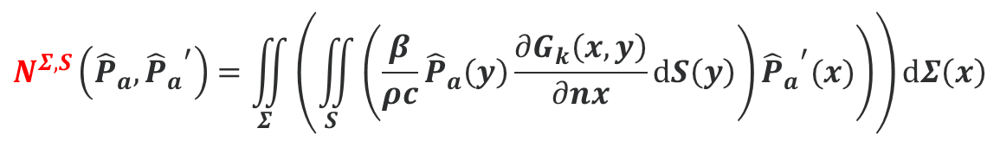 N^{Σ,S}(P̂_a, P̂_a′) = ∬_Σ (∬_S (β/ρc P̂_a(y) ∂G_k(x,y)/∂nx dS(y)) P̂_a′(x))) dΣ(x)